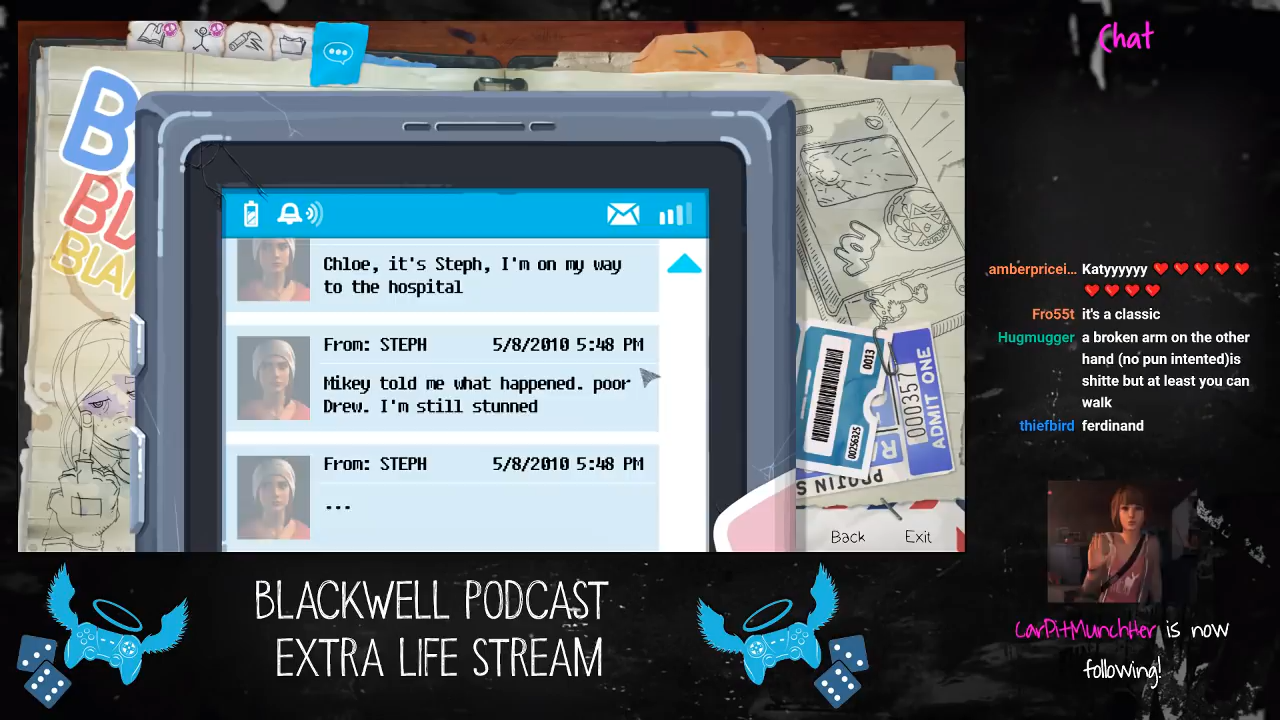 Chat
Chloe, it's Steph, I'm on my way
to the hospital
From: STEPH 5/8/2010 5:48 PM
Mikey told me what happened. poor
Drew. I'm still stunned
From: STEPH 5/8/2010 5:48 PM
...
0013
00256325
000357
ADMIT ONE
Back Exit
amberpricei… Katyyyyyy ❤️ ❤️ ❤️ ❤️ ❤️
❤️ ❤️ ❤️ ❤️
Fro55t it's a classic
Hugmugger a broken arm on the other
hand (no pun intented)is
shitte but at least you can
walk
thiefbird ferdinand
BLACKWELL PODCAST
EXTRA LIFE STREAM
CarPitMunchHer is now
following!